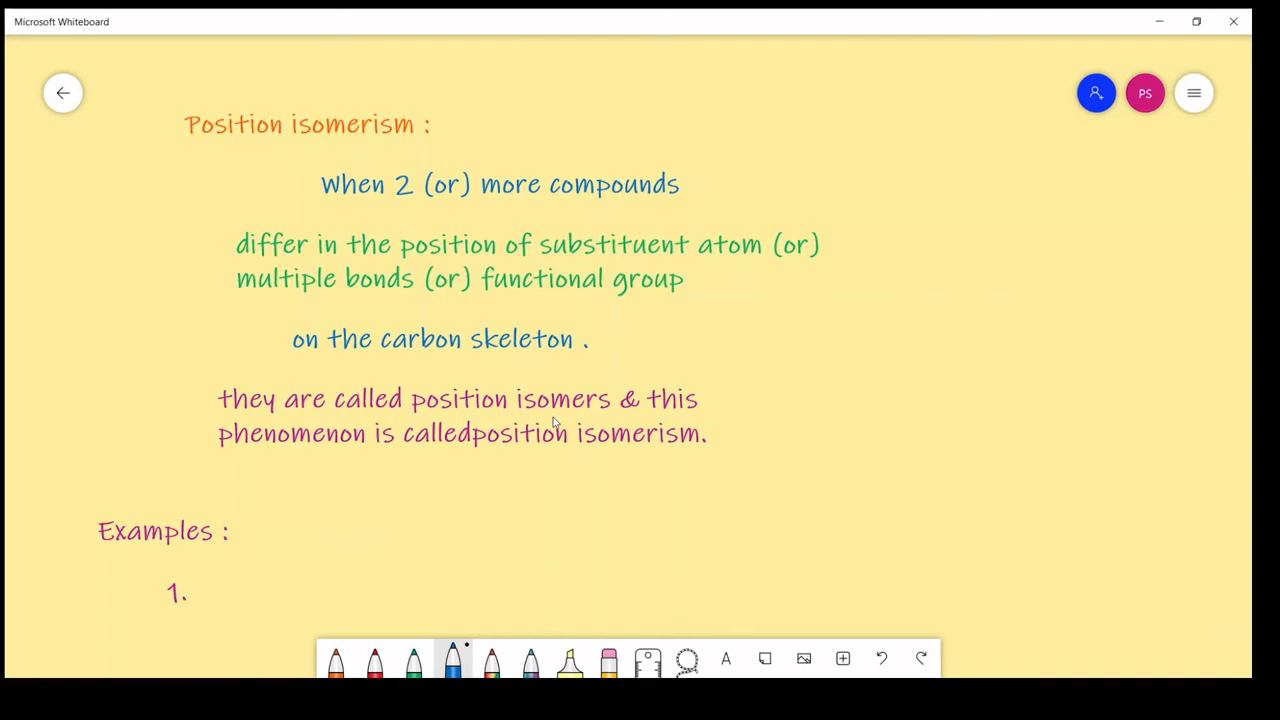 Microsoft Whiteboard
PS
Position isomerism :
When 2 (or) more compounds
differ in the position of substituent atom (or)
multiple bonds (or) functional group
on the carbon skeleton .
they are called position isomers & this
phenomenon is calledposition isomerism.
Examples :
1.
A